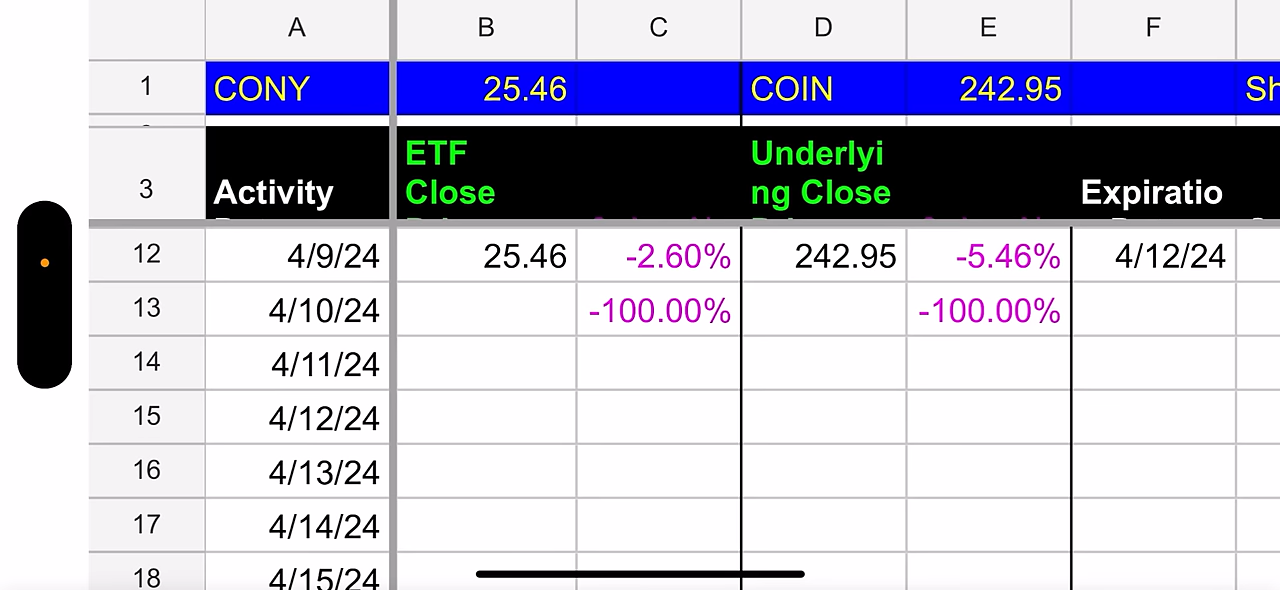 A B C D E F
1 CONY 25.46 COIN 242.95 Sh
3 Activity ETF Close Underlyi ng Close Expiratio
12 4/9/24 25.46 -2.60% 242.95 -5.46% 4/12/24
13 4/10/24 -100.00% -100.00%
14 4/11/24
15 4/12/24
16 4/13/24
17 4/14/24
18 4/15/24